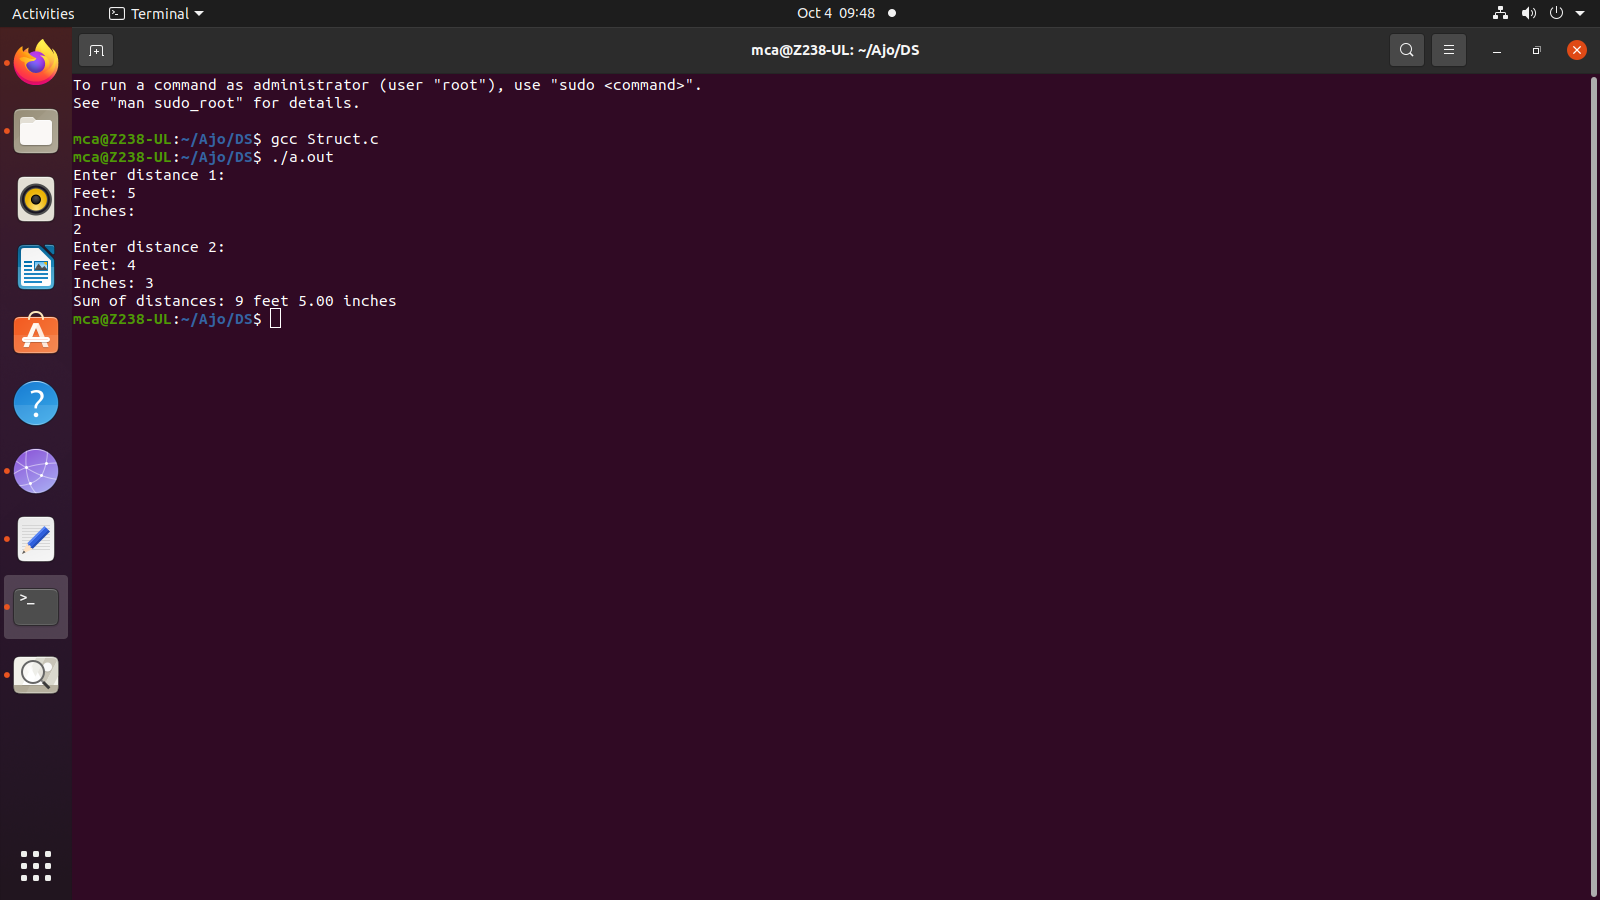 Activities
Terminal
Oct 4 09:48
mca@Z238-UL: ~/Ajo/DS
To run a command as administrator (user "root"), use "sudo <command>".
See "man sudo_root" for details.
mca@Z238-UL:~/Ajo/DS$ gcc Struct.c
mca@Z238-UL:~/Ajo/DS$ ./a.out
Enter distance 1:
Feet: 5
Inches:
2
Enter distance 2:
Feet: 4
Inches: 3
Sum of distances: 9 feet 5.00 inches
mca@Z238-UL:~/Ajo/DS$